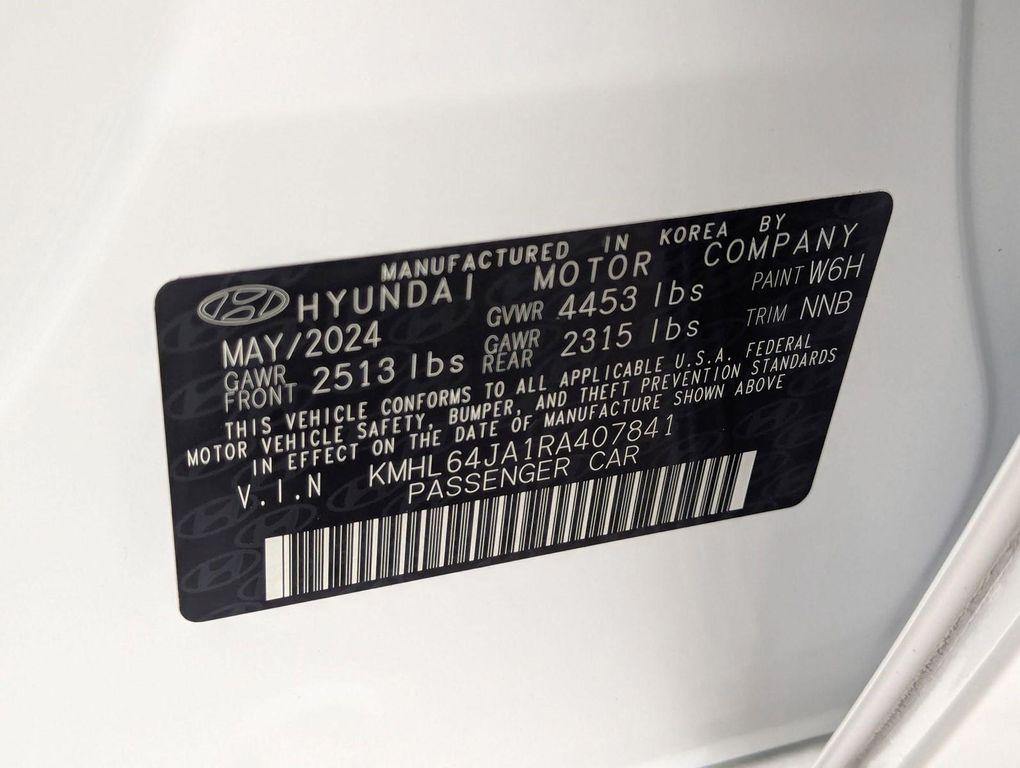 MANUFACTURED IN KOREA BY
HYUNDAI MOTOR COMPANY
MAY/2024 GVWR 4453 lbs PAINT W6H
GAWR FRONT 2513 lbs GAWR REAR 2315 lbs TRIM NNB
THIS VEHICLE CONFORMS TO ALL APPLICABLE U.S.A. FEDERAL
MOTOR VEHICLE SAFETY, BUMPER, AND THEFT PREVENTION STANDARDS
IN EFFECT ON THE DATE OF MANUFACTURE SHOWN ABOVE
V.I.N KMHL64JA1RA407841
PASSENGER CAR